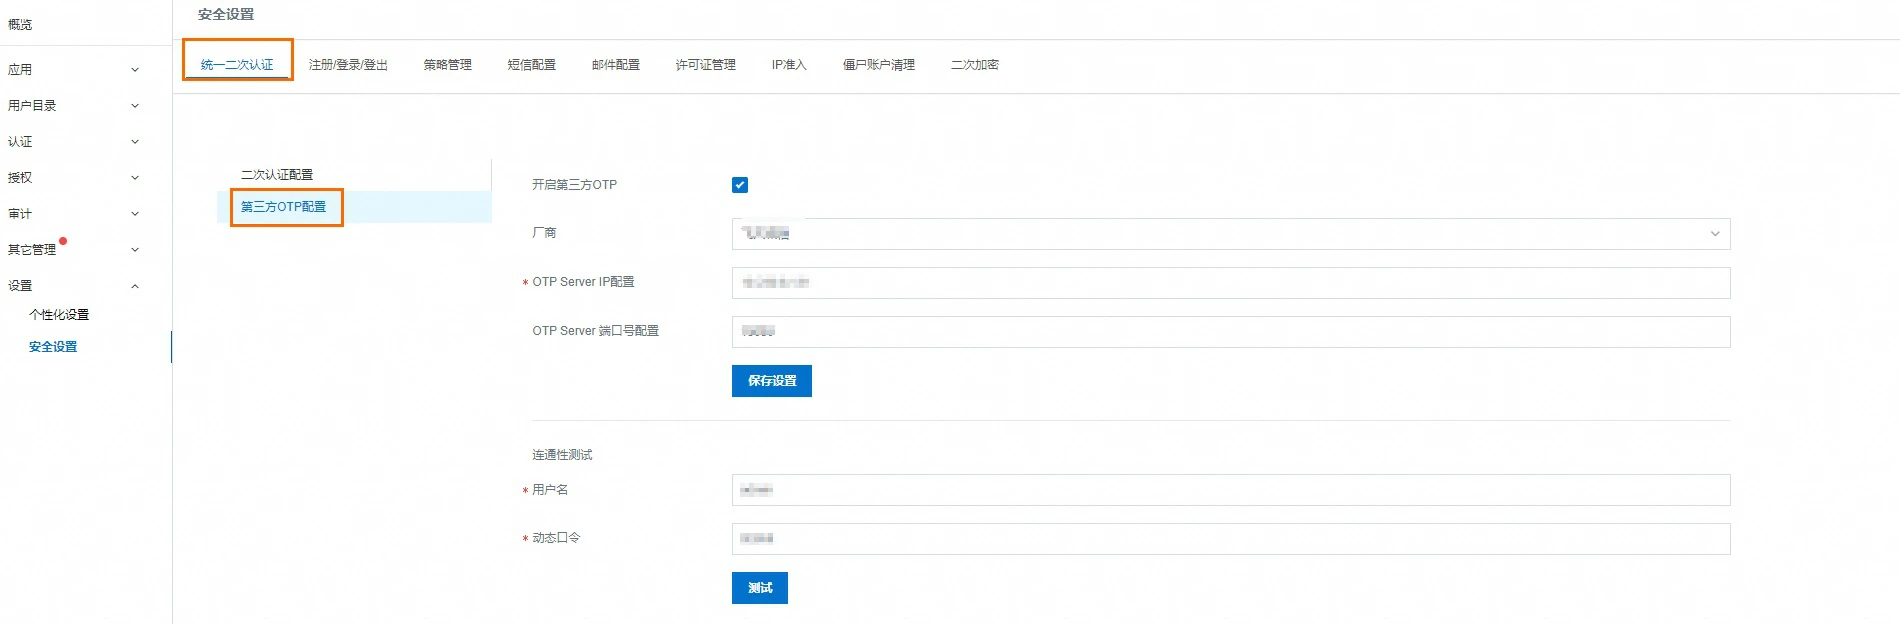 安全设置
概览
统一二次认证 注册/登录/登出 策略管理 短信配置 邮件配置 许可证管理 IP准入 僵尸账户清理 二次加密
应用
用户目录
认证
授权
审计
其它管理
设置
个性化设置
安全设置
二次认证配置
第三方OTP配置
开启第三方OTP
厂商
* OTP Server IP配置
OTP Server 端口号配置
保存设置
连通性测试
* 用户名
* 动态口令
测试